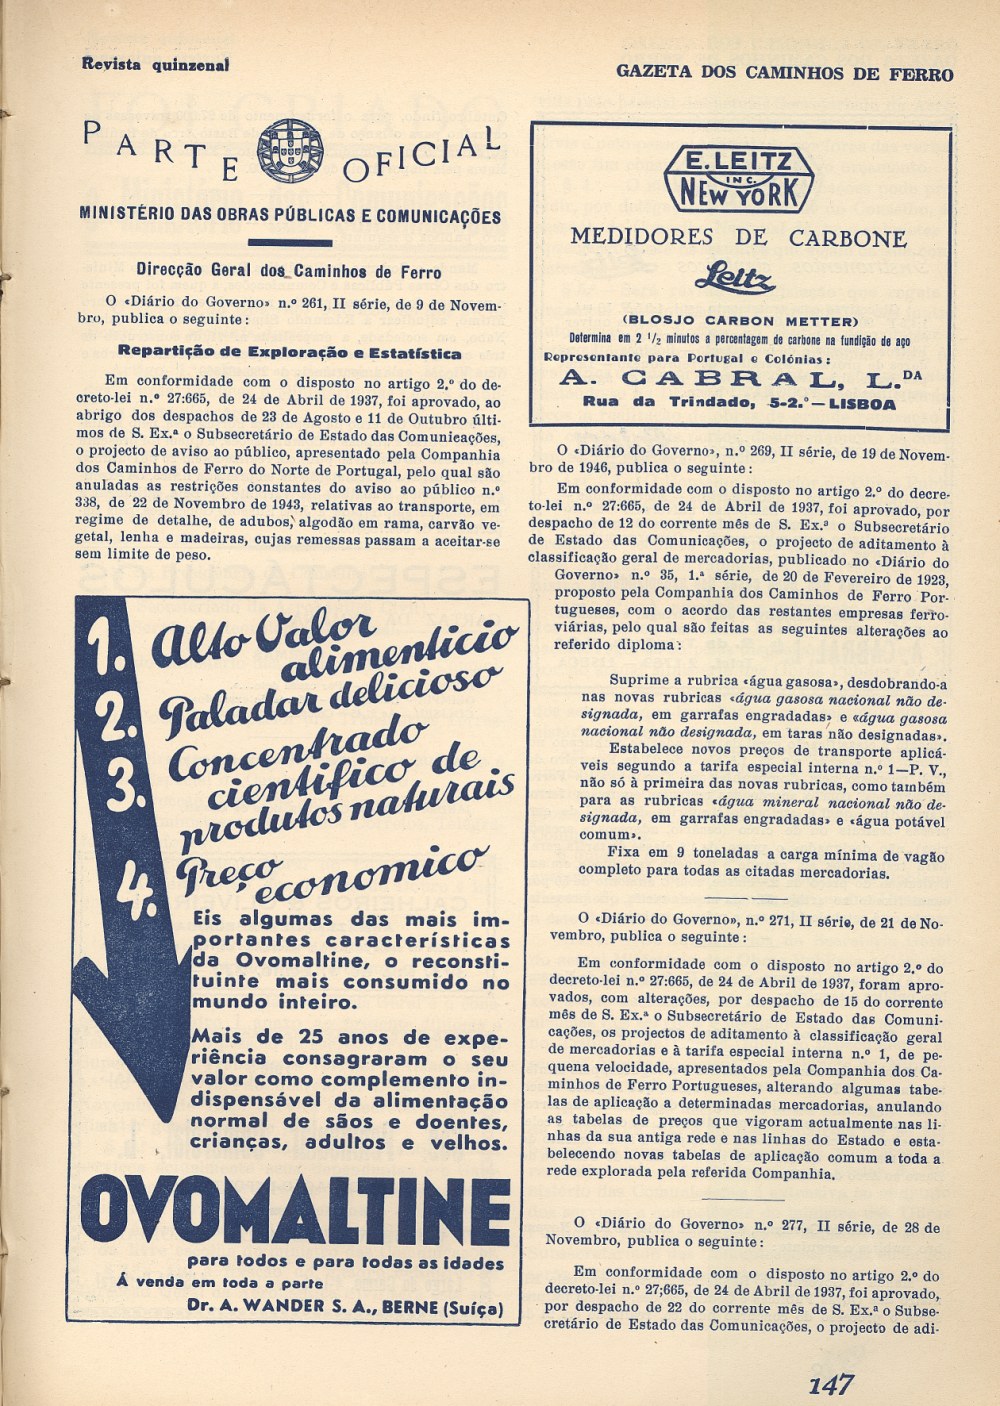 Revista quinzenal
GAZETA DOS CAMINHOS DE FERRO
PARTE OFICIAL
MINISTÉRIO DAS OBRAS PÚBLICAS E COMUNICAÇÕES
Direcção Geral dos Caminhos de Ferro
O «Diário do Governo» n.º 261, II série, de 9 de Novem-
bro, publica o seguinte:
Repartição de Exploração e Estatística
Em conformidade com o disposto no artigo 2.º do de-
creto-lei n.º 27:665, de 24 de Abril de 1937, foi aprovado, ao
abrigo dos despachos de 23 de Agosto e 11 de Outubro últi-
mos de S. Ex.ª o Subsecretário de Estado das Comunicações,
o projecto de aviso ao público, apresentado pela Companhia
dos Caminhos de Ferro do Norte de Portugal, pelo qual são
anuladas as restrições constantes do aviso ao público n.º
338, de 22 de Novembro de 1943, relativas ao transporte, em
regime de detalhe, de adubos, algodão em rama, carvão ve-
getal, lenha e madeiras, cujas remessas passam a aceitar-se
sem limite de peso.
1. Alto Valor
alimenticio
2. Paladar delicioso
3. Concentrado
cientifico de
produtos naturais
4. Preço
economico
Eis algumas das mais im-
portantes características
da Ovomaltine, o reconsti-
tuinte mais consumido no
mundo inteiro.
Mais de 25 anos de expe-
riência consagraram o seu
valor como complemento in-
dispensável da alimentação
normal de sãos e doentes,
crianças, adultos e velhos.
OVOMALTINE
para todos e para todas as idades
Á venda em toda a parte
Dr. A. WANDER S. A., BERNE (Suíça)
E. LEITZ
INC.
NEW YORK
MEDIDORES DE CARBONE
Leitz
(BLOSJO CARBON METTER)
Determina em 2 1/2 minutos a percentagem de carbone na fundição de aço
Representante para Portugal e Colónias:
A. CABRAL, L.DA
Rua da Trindado, 5-2.º — LISBOA
O «Diário do Governo», n.º 269, II série, de 19 de Novem-
bro de 1946, publica o seguinte:
Em conformidade com o disposto no artigo 2.º do decre-
to-lei n.º 27:665, de 24 de Abril de 1937, foi aprovado, por
despacho de 12 do corrente mês de S. Ex.ª o Subsecretário
de Estado das Comunicações, o projecto de aditamento à
classificação geral de mercadorias, publicado no «Diário do
Governo» n.º 35, 1.ª série, de 20 de Fevereiro de 1923,
proposto pela Companhia dos Caminhos de Ferro Por-
tugueses, com o acordo das restantes empresas ferro-
viárias, pelo qual são feitas as seguintes alterações ao
referido diploma:
Suprime a rubrica «água gasosa», desdobrando-a
nas novas rubricas «água gasosa nacional não de-
signada, em garrafas engradadas» e «água gasosa
nacional não designada, em taras não designadas».
Estabelece novos preços de transporte aplicá-
veis segundo a tarifa especial interna n.º 1—P. V.,
não só à primeira das novas rubricas, como também
para as rubricas «água mineral nacional não de-
signada, em garrafas engradadas» e «água potável
comum».
Fixa em 9 toneladas a carga mínima de vagão
completo para todas as citadas mercadorias.
O «Diário do Governo», n.º 271, II série, de 21 de No-
vembro, publica o seguinte:
Em conformidade com o disposto no artigo 2.º do
decreto-lei n.º 27:665, de 24 de Abril de 1937, foram apro-
vados, com alterações, por despacho de 15 do corrente
mês de S. Ex.ª o Subsecretário de Estado das Comuni-
cações, os projectos de aditamento à classificação geral
de mercadorias e à tarifa especial interna n.º 1, de pe-
quena velocidade, apresentados pela Companhia dos Ca-
minhos de Ferro Portugueses, alterando algumas tabe-
las de aplicação a determinadas mercadorias, anulando
as tabelas de preços que vigoram actualmente nas li-
nhas da sua antiga rede e nas linhas do Estado e esta-
belecendo novas tabelas de aplicação comum a toda a
rede explorada pela referida Companhia.
O «Diário do Governo» n.º 277, II série, de 28 de
Novembro, publica o seguinte:
Em conformidade com o disposto no artigo 2.º do
decreto-lei n.º 27;665, de 24 de Abril de 1937, foi aprovado,
por despacho de 22 do corrente mês de S. Ex.ª o Subse-
cretário de Estado das Comunicações, o projecto de adi-
147